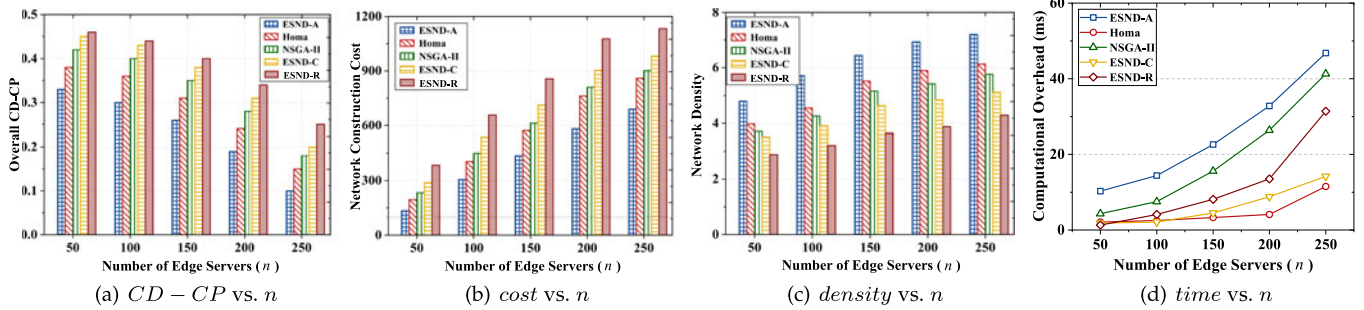 0.5
0.4
0.3
0.2
0.1
0.0
Overall CD-CP
ESND-A
Homa
NSGA-II
ESND-C
ESND-R
50 100 150 200 250
Number of Edge Servers ( n )
(a) CD − CP vs. n
1200
900
600
300
0
Network Construction Cost
ESND-A
Homa
NSGA-II
ESND-C
ESND-R
50 100 150 200 250
Number of Edge Servers ( n )
(b) cost vs. n
8
6
4
2
0
Network Density
ESND-A
Homa
NSGA-II
ESND-C
ESND-R
50 100 150 200 250
Number of Edge Servers ( n )
(c) density vs. n
60
40
20
0
Computational Overhead (ms)
ESND-A
Homa
NSGA-II
ESND-C
ESND-R
50 100 150 200 250
Number of Edge Servers ( n )
(d) time vs. n